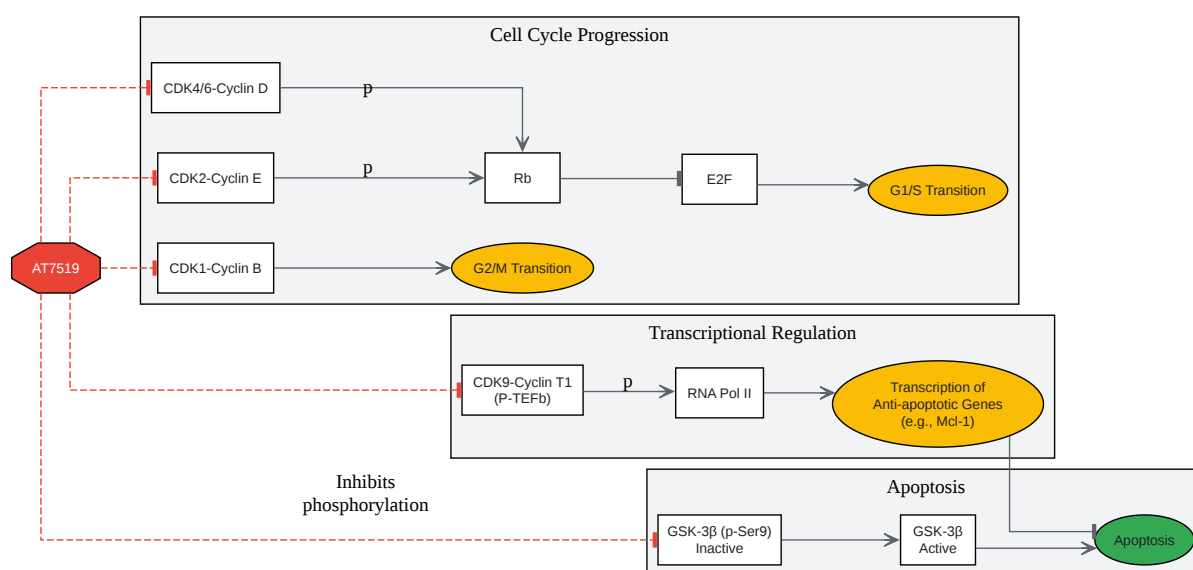 Cell Cycle Progression
CDK4/6-Cyclin D
p
CDK2-Cyclin E
p
Rb
E2F
G1/S Transition
AT7519
CDK1-Cyclin B
G2/M Transition
Transcriptional Regulation
CDK9-Cyclin T1
(P-TEFb)
p
RNA Pol II
Transcription of
Anti-apoptotic Genes
(e.g., Mcl-1)
Inhibits
phosphorylation
Apoptosis
GSK-3β (p-Ser9)
Inactive
GSK-3β
Active
Apoptosis